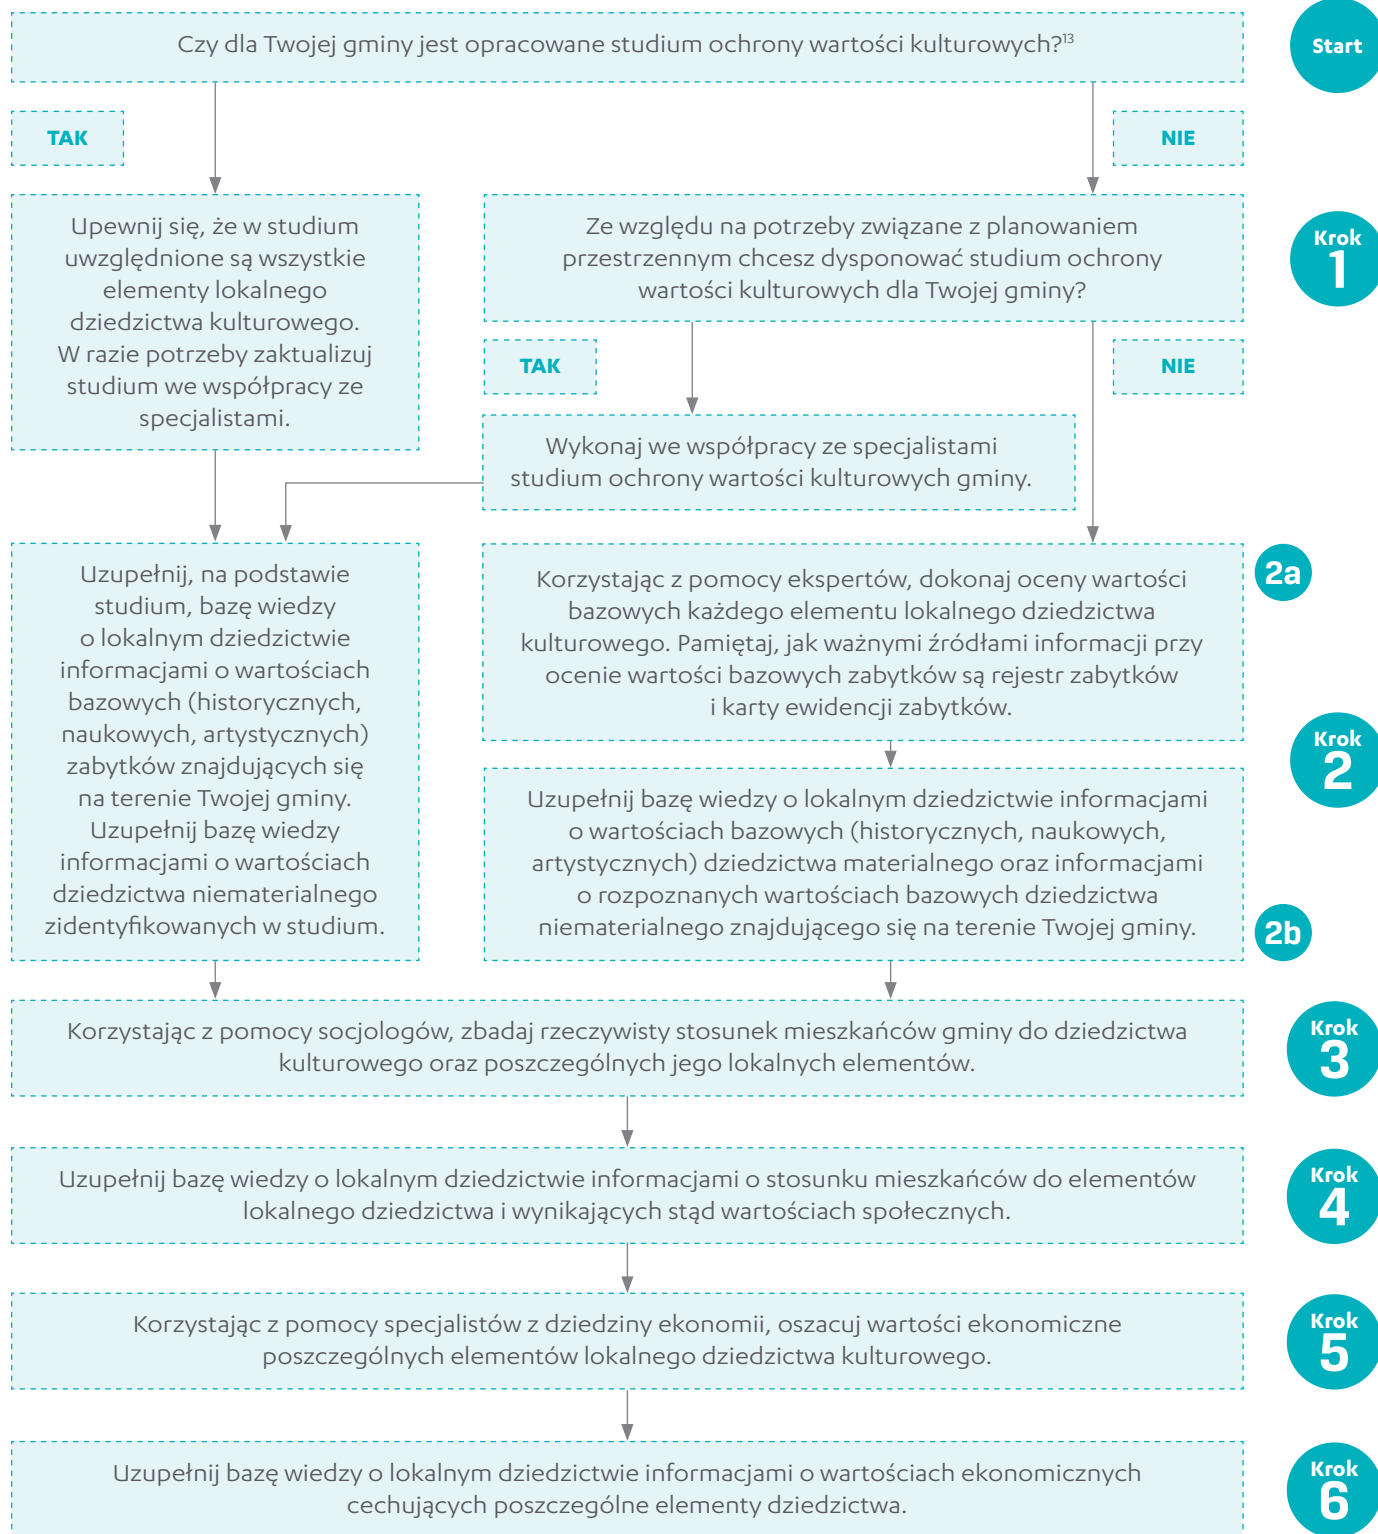 Czy dla Twojej gminy jest opracowane studium ochrony wartości kulturowych?¹³
Start
TAK
NIE
Upewnij się, że w studium
uwzględnione są wszystkie
elementy lokalnego
dziedzictwa kulturowego.
W razie potrzeby zaktualizuj
studium we współpracy ze
specjalistami.
Ze względu na potrzeby związane z planowaniem
przestrzennym chcesz dysponować studium ochrony
wartości kulturowych dla Twojej gminy?
Krok
1
TAK
NIE
Wykonaj we współpracy ze specjalistami
studium ochrony wartości kulturowych gminy.
Uzupełnij, na podstawie
studium, bazę wiedzy
o lokalnym dziedzictwie
informacjami o wartościach
bazowych (historycznych,
naukowych, artystycznych)
zabytków znajdujących się
na terenie Twojej gminy.
Uzupełnij bazę wiedzy
informacjami o wartościach
dziedzictwa niematerialnego
zidentyfikowanych w studium.
Korzystając z pomocy ekspertów, dokonaj oceny wartości
bazowych każdego elementu lokalnego dziedzictwa
kulturowego. Pamiętaj, jak ważnymi źródłami informacji przy
ocenie wartości bazowych zabytków są rejestr zabytków
i karty ewidencji zabytków.
2a
Krok
2
Uzupełnij bazę wiedzy o lokalnym dziedzictwie informacjami
o wartościach bazowych (historycznych, naukowych,
artystycznych) dziedzictwa materialnego oraz informacjami
o rozpoznanych wartościach bazowych dziedzictwa
niematerialnego znajdującego się na terenie Twojej gminy.
2b
Korzystając z pomocy socjologów, zbadaj rzeczywisty stosunek mieszkańców gminy do dziedzictwa
kulturowego oraz poszczególnych jego lokalnych elementów.
Krok
3
Uzupełnij bazę wiedzy o lokalnym dziedzictwie informacjami o stosunku mieszkańców do elementów
lokalnego dziedzictwa i wynikających stąd wartościach społecznych.
Krok
4
Korzystając z pomocy specjalistów z dziedziny ekonomii, oszacuj wartości ekonomiczne
poszczególnych elementów lokalnego dziedzictwa kulturowego.
Krok
5
Uzupełnij bazę wiedzy o lokalnym dziedzictwie informacjami o wartościach ekonomicznych
cechujących poszczególne elementy dziedzictwa.
Krok
6